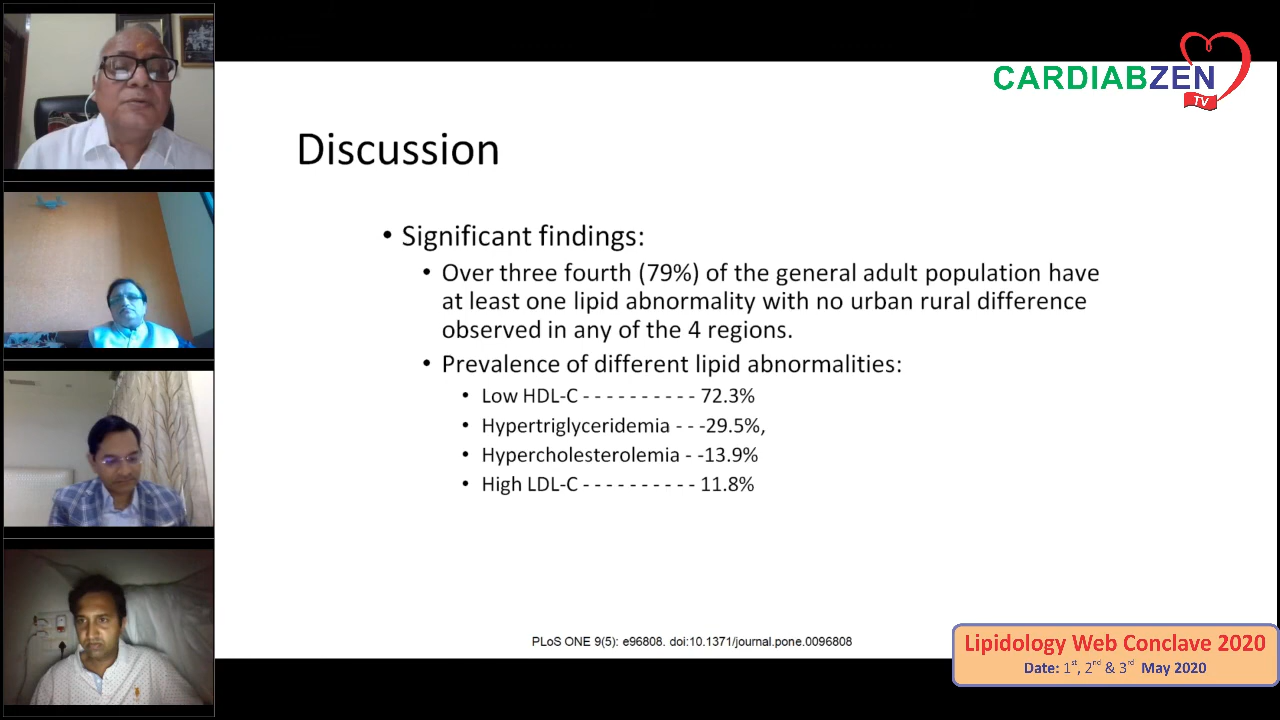 CARDIABZEN
TV
Discussion
• Significant findings:
• Over three fourth (79%) of the general adult population have
at least one lipid abnormality with no urban rural difference
observed in any of the 4 regions.
• Prevalence of different lipid abnormalities:
• Low HDL-C - - - - - - - - - - 72.3%
• Hypertriglyceridemia - - -29.5%,
• Hypercholesterolemia - -13.9%
• High LDL-C - - - - - - - - - - 11.8%
PLoS ONE 9(5): e96808. doi:10.1371/journal.pone.0096808
Lipidology Web Conclave 2020
Date: 1st, 2nd & 3rd May 2020